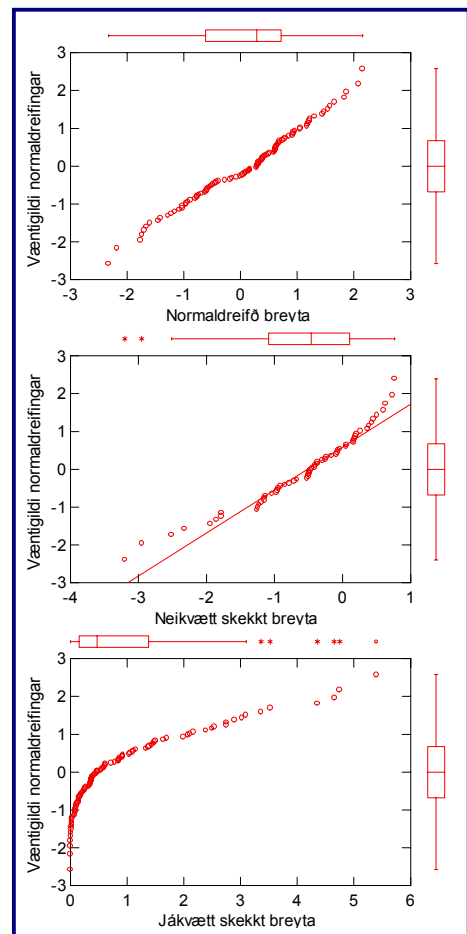 3
2
1
0
-1
-2
-3
Væntigildi normaldreifingar
-3 -2 -1 0 1 2 3
Normaldreifð breyta
3
2
1
0
-1
-2
-3
Væntigildi normaldreifingar
-4 -3 -2 -1 0 1
Neikvætt skekkt breyta
3
2
1
0
-1
-2
-3
Væntigildi normaldreifingar
0 1 2 3 4 5 6
Jákvætt skekkt breyta